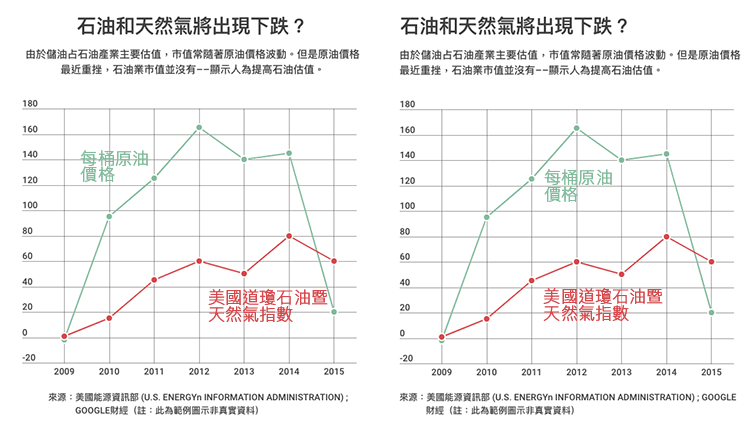 石油和天然氣將出現下跌？
由於儲油占石油產業主要估值，市值常隨著原油價格波動。但是原油價格
最近重挫，石油業市值並沒有––顯示人為提高石油估值。
180
160
140
120
100
80
60
40
20
0
-20
每桶原油
價格
美國道瓊石油暨
天然氣指數
2009
2010
2011
2012
2013
2014
2015
來源：美國能源資訊部 (U.S. ENERGYn INFORMATION ADMINISTRATION)；
GOOGLE財經（註：此為範例圖示非真實資料）
石油和天然氣將出現下跌？
由於儲油占石油產業主要估值，市值常隨著原油價格波動。但是原油價格
最近重挫，石油業市值並沒有––顯示人為提高石油估值。
180
160
140
120
100
80
60
40
20
0
-20
每桶原油
價格
美國道瓊石油暨
天然氣指數
2009
2010
2011
2012
2013
2014
2015
來源：美國能源資訊部 (U.S. ENERGYn INFORMATION ADMINISTRATION)；GOOGLE
財經（註：此為範例圖示非真實資料）